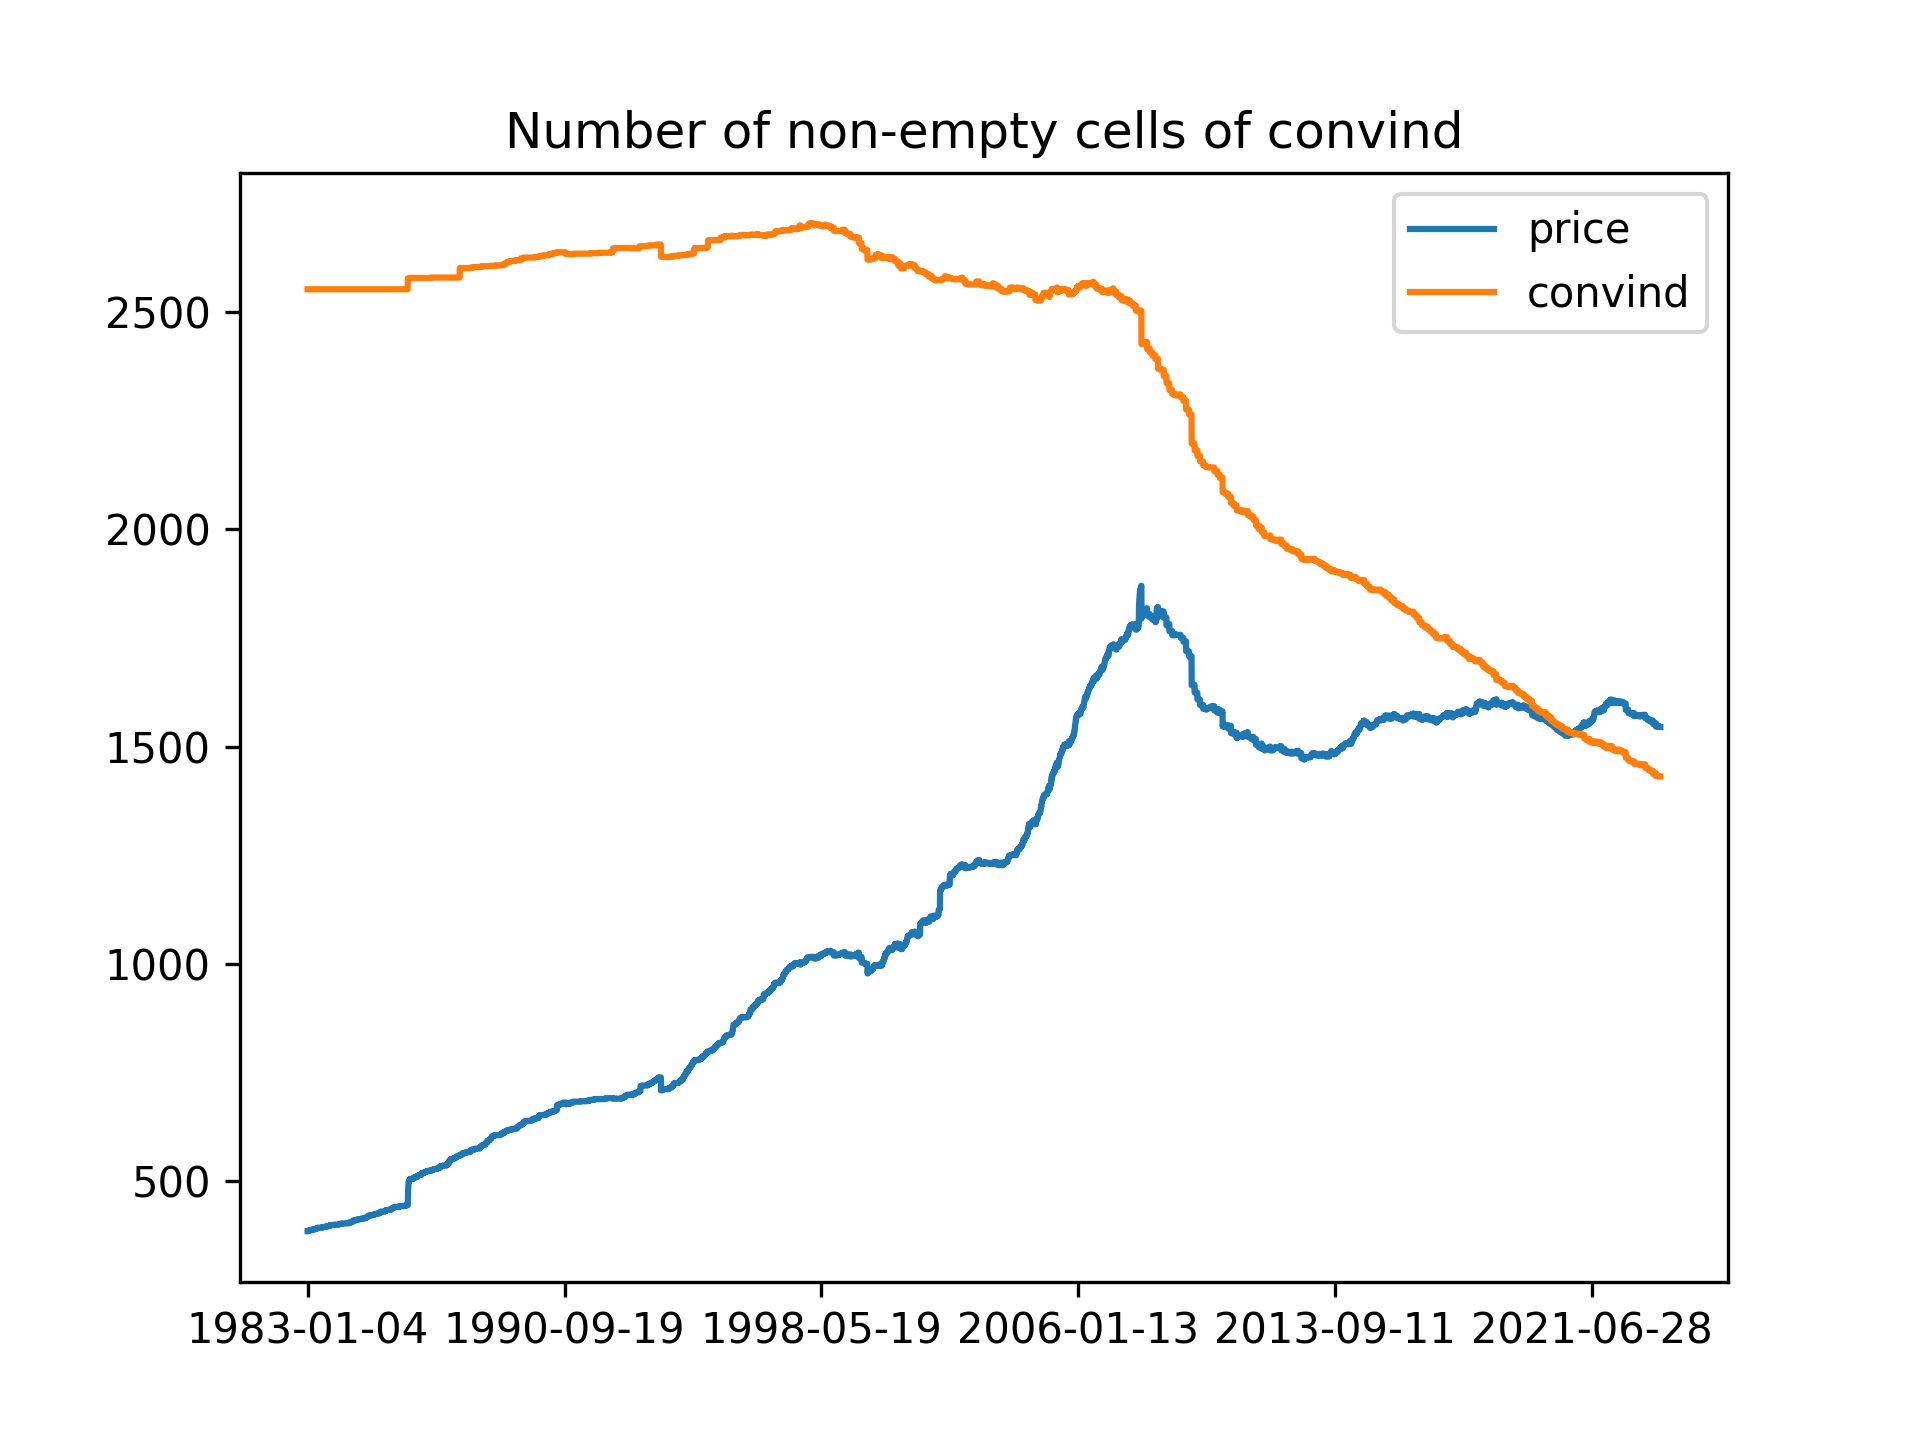 Number of non-empty cells of convind
price
convind
2500
2000
1500
1000
500
1983-01-04 1990-09-19 1998-05-19 2006-01-13 2013-09-11 2021-06-28